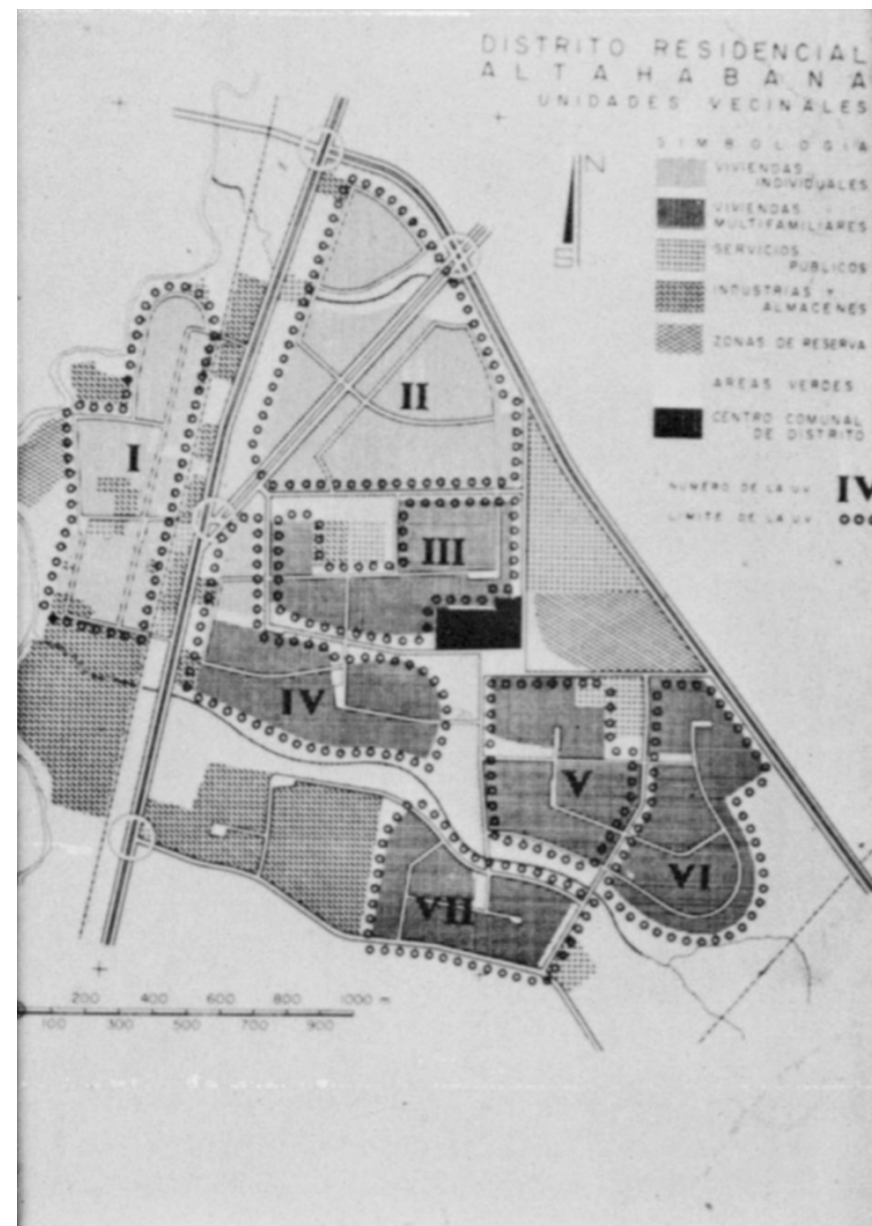 DISTRITO RESIDENCIAL
ALTAHABANA
UNIDADES VECINALES
SIMBOLOGIA
VIVIENDAS
INDIVIDUALES
VIVIENDAS
MULTIFAMILIARES
SERVICIOS
PUBLICOS
INDUSTRIAS Y
ALMACENES
ZONAS DE RESERVA
AREAS VERDES
CENTRO COMUNAL
DE DISTRITO
NUMERO DE LA UV IV
LIMITE DE LA UV
N
S
I
II
III
IV
V
VI
VII
200 400 600 800 1000 m
100 300 500 700 900